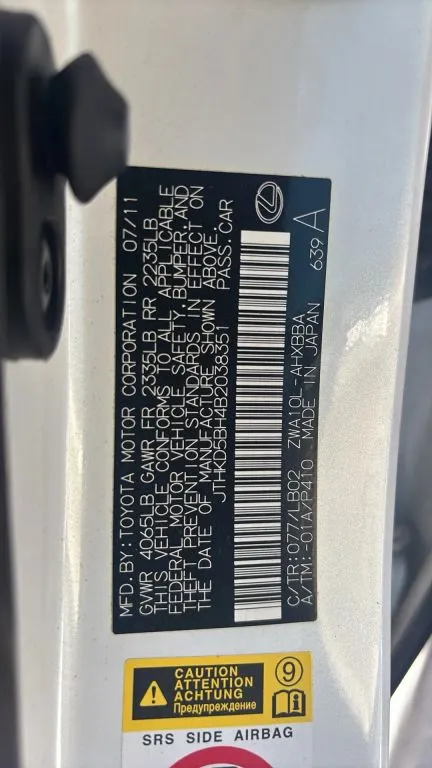 MFD.BY:TOYOTA MOTOR CORPORATION 07/11
GVWR 4065LB GAWR FR 2335LB RR 2235LB
THIS VEHICLE CONFORMS TO ALL APPLICABLE
FEDERAL MOTOR VEHICLE SAFETY, BUMPER, AND
THEFT PREVENTION STANDARDS IN EFFECT ON
THE DATE OF MANUFACTURE SHOWN ABOVE.
JTHKD5BH4B2038351 PASS.CAR
C/TR:077/LB02 ZWA10L-AHXBBA
A/TM:-01A/P410 MADE IN JAPAN 639 A
CAUTION
ATTENTION
ACHTUNG
Предупреждение
9
i
SRS SIDE AIRBAG